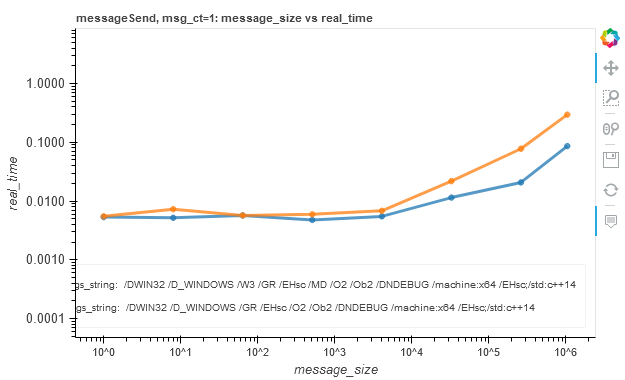 messageSend, msg_ct=1: message_size vs real_time
1.0000
0.1000
0.0100
0.0010
0.0001
real_time
gs_string: /DWIN32 /D_WINDOWS /W3 /GR /EHsc /MD /O2 /Ob2 /DNDEBUG /machine:x64 /EHsc;/std:c++14
gs_string: /DWIN32 /D_WINDOWS /GR /EHsc /O2 /Ob2 /DNDEBUG /machine:x64 /EHsc;/std:c++14
10^0 10^1 10^2 10^3 10^4 10^5 10^6
message_size